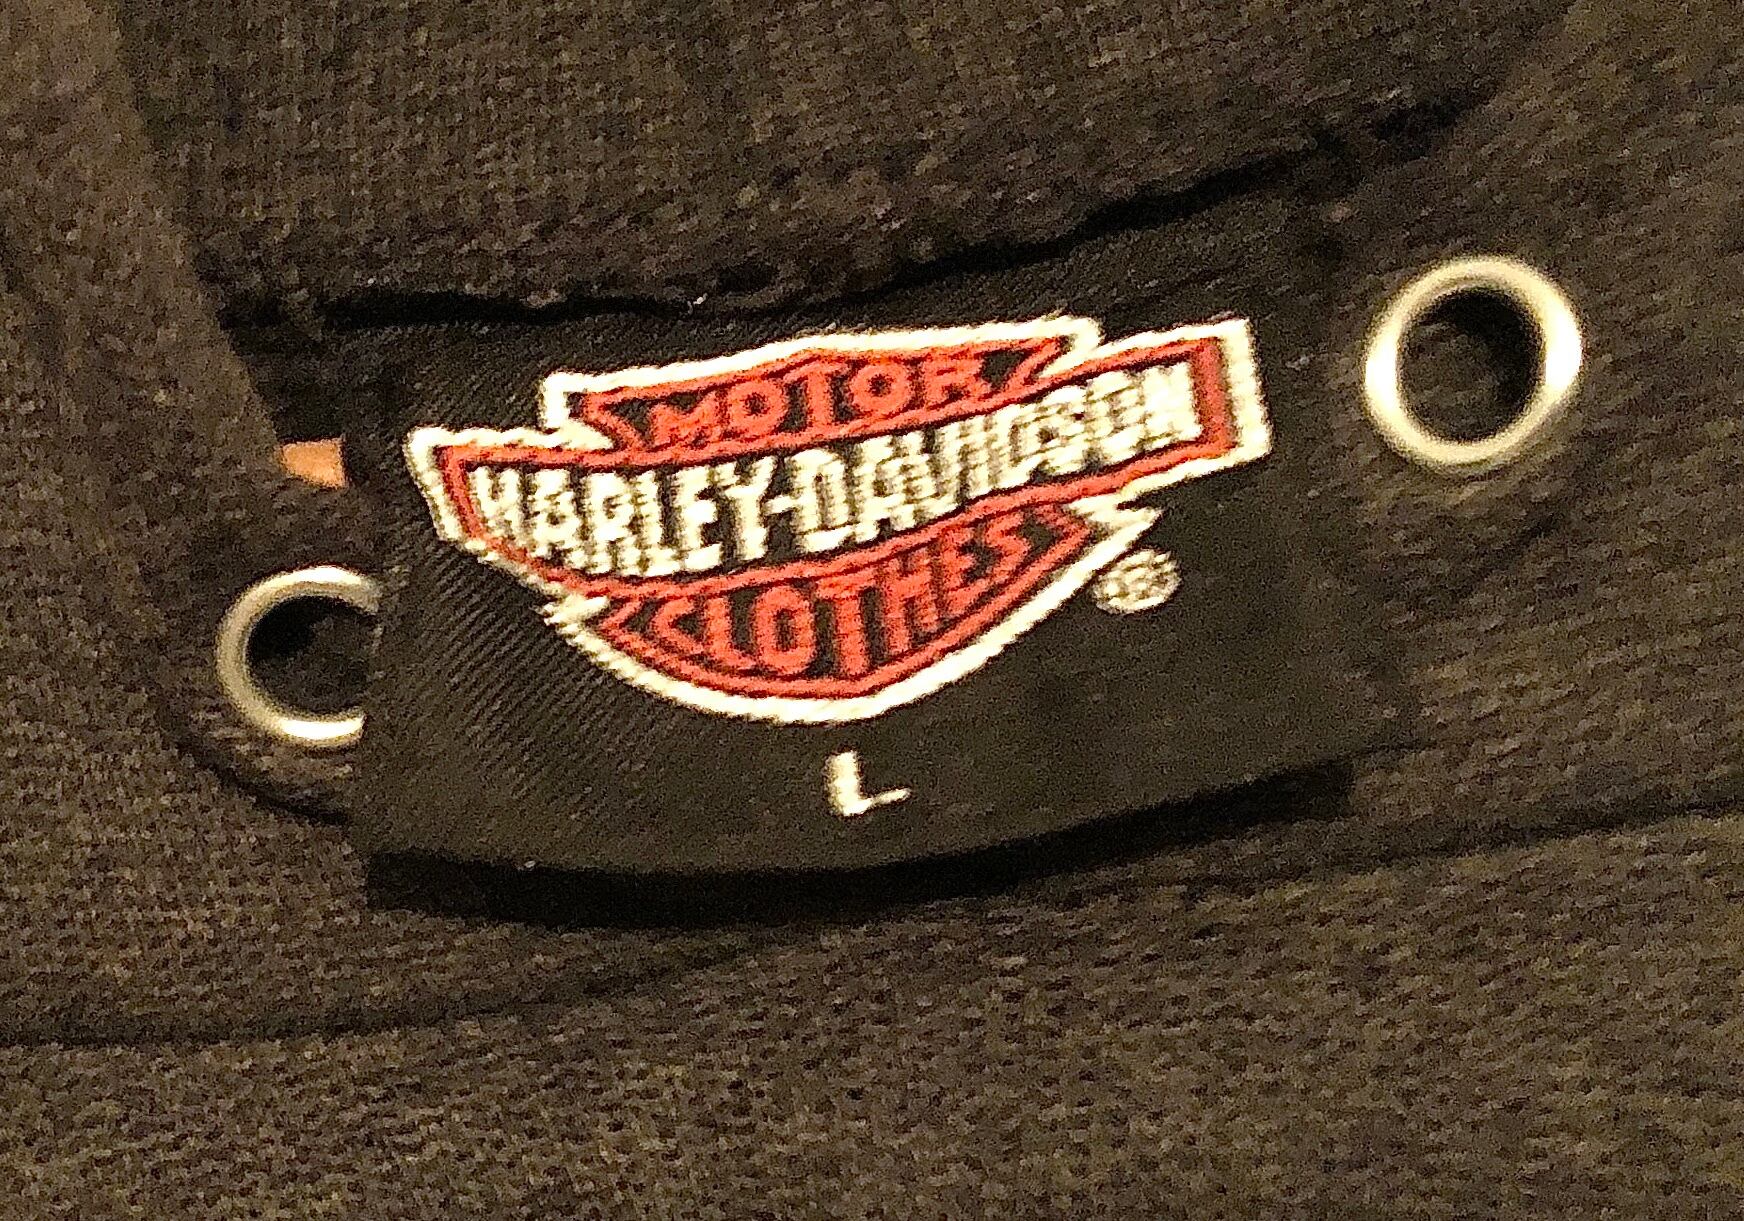 MOTOR
HARLEY-DAVIDSON
CLOTHES
®
L